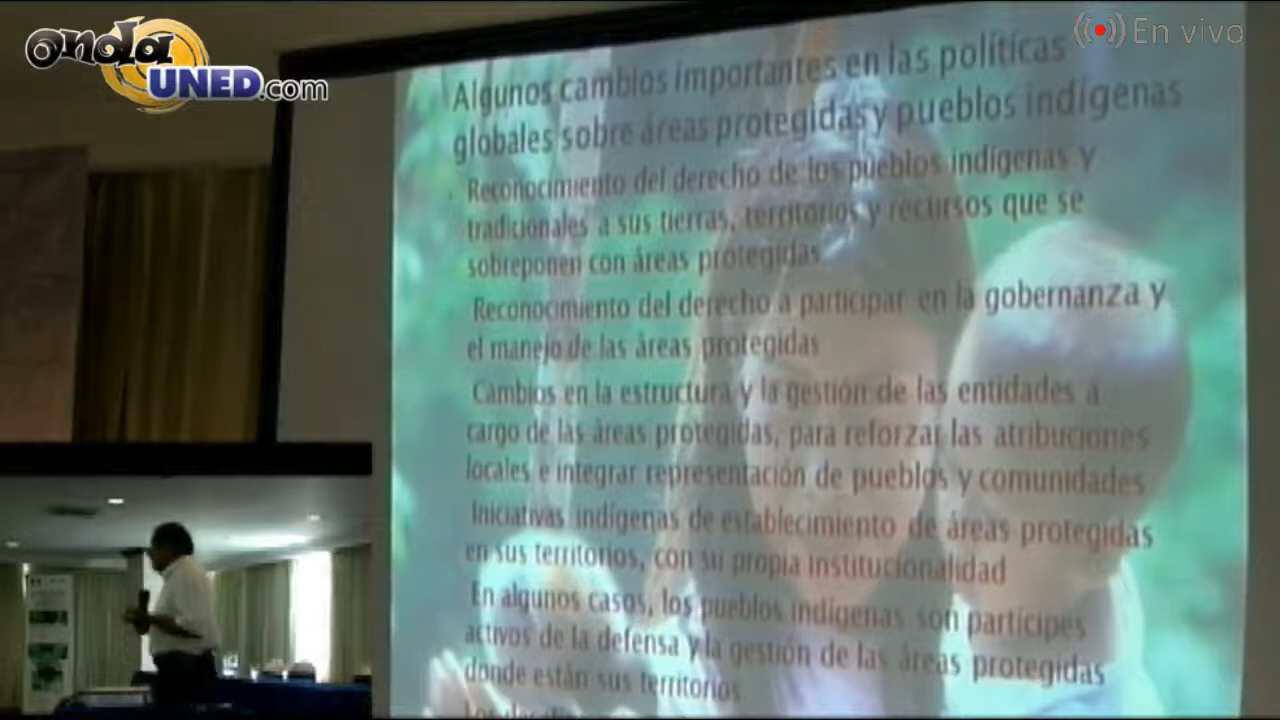 onda
UNED.com
En vivo
Algunos cambios importantes en las políticas
globales sobre áreas protegidas y pueblos indígenas
Reconocimiento del derecho de los pueblos indígenas y
tradicionales a sus tierras, territorios y recursos que se
sobreponen con áreas protegidas
Reconocimiento del derecho a participar en la gobernanza y
el manejo de las áreas protegidas
Cambios en la estructura y la gestión de las entidades a
cargo de las áreas protegidas, para reforzar las atribuciones
locales e integrar representación de pueblos y comunidades
Iniciativas indígenas de establecimiento de áreas protegidas
en sus territorios, con su propia institucionalidad
En algunos casos, los pueblos indígenas son partícipes
activos de la defensa y la gestión de las áreas protegidas
donde están sus territorios